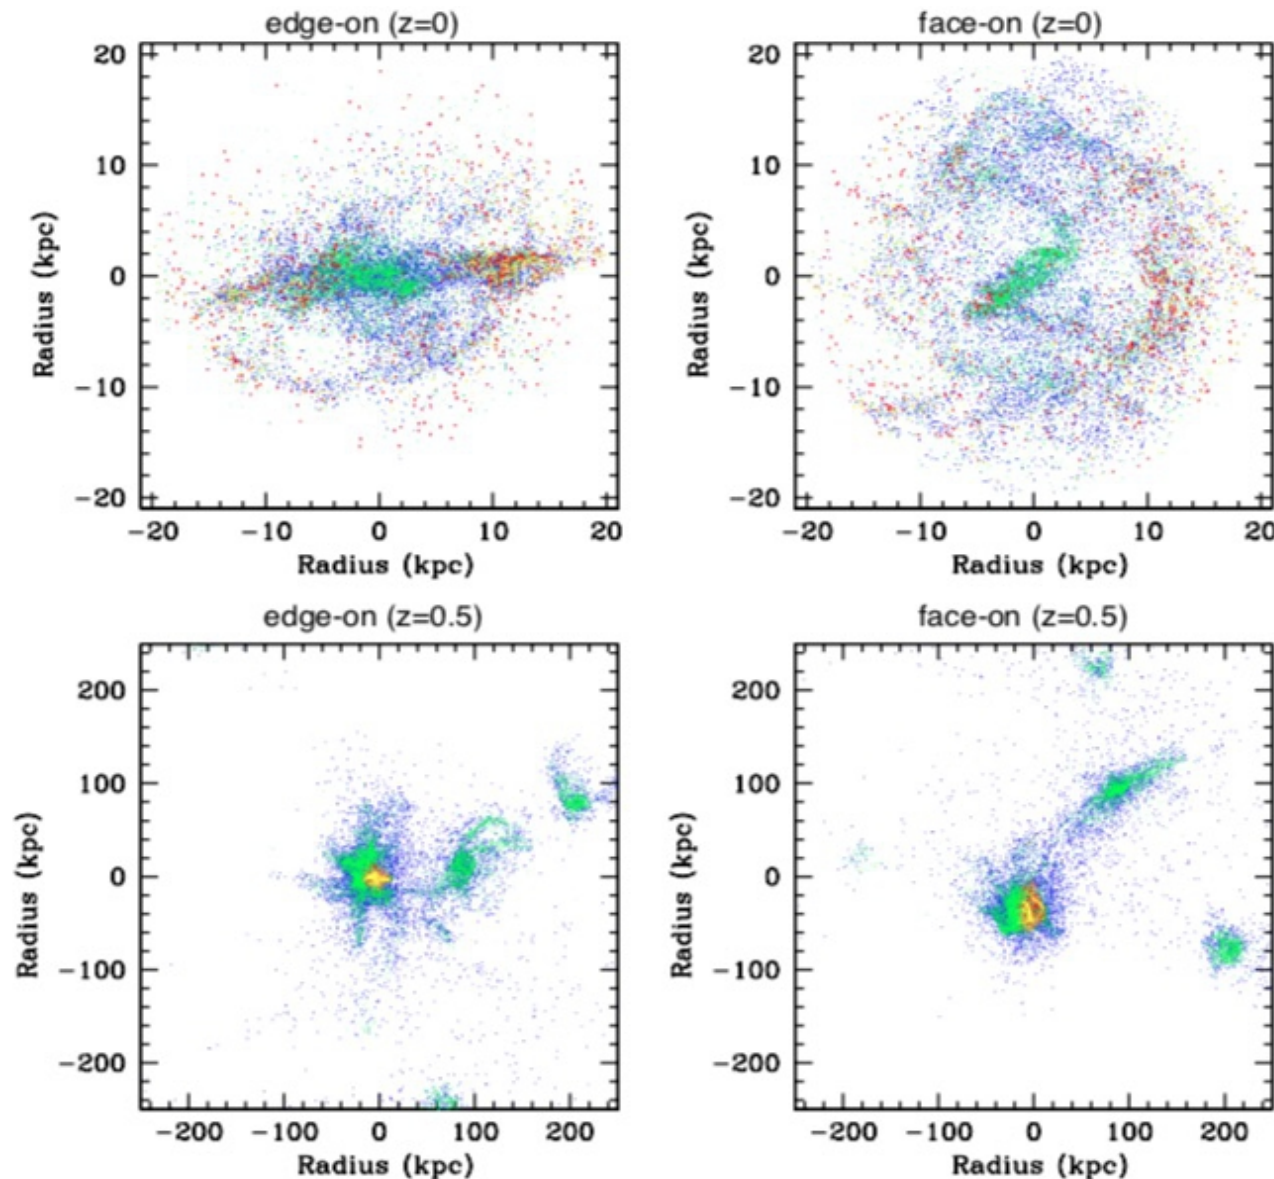 edge-on (z=0)
face-on (z=0)
20
10
0
−10
−20
Radius (kpc)
−20 −10 0 10 20
Radius (kpc)
20
10
0
−10
−20
Radius (kpc)
−20 −10 0 10 20
Radius (kpc)
edge-on (z=0.5)
face-on (z=0.5)
200
100
0
−100
−200
Radius (kpc)
−200 −100 0 100 200
Radius (kpc)
200
100
0
−100
−200
Radius (kpc)
−200 −100 0 100 200
Radius (kpc)